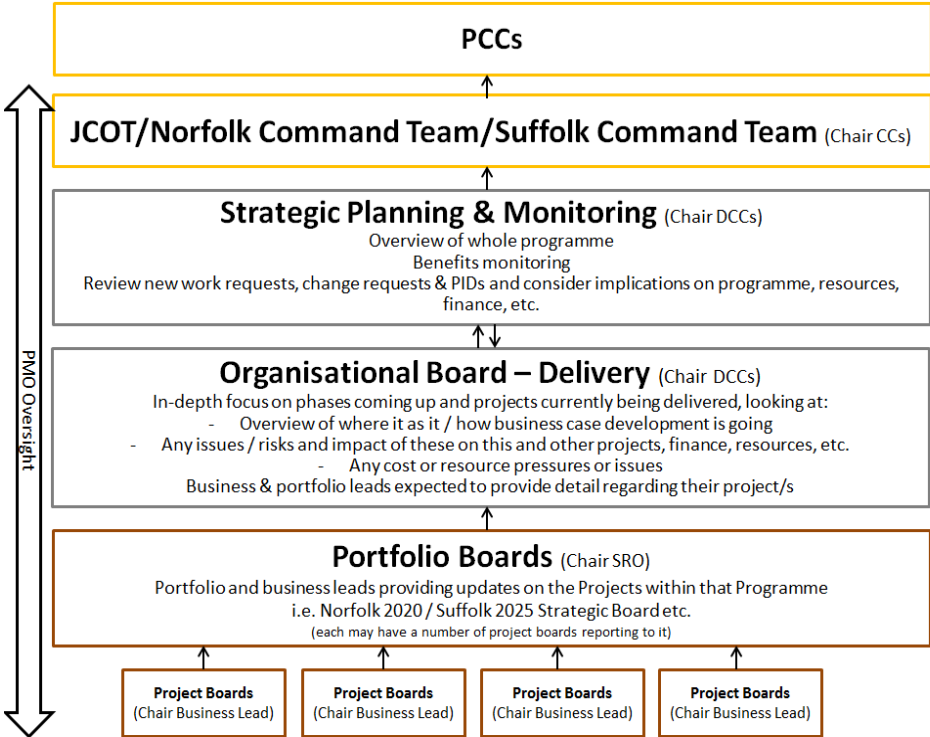 PCCs
JCOT/Norfolk Command Team/Suffolk Command Team (Chair CCs)
Strategic Planning & Monitoring (Chair DCCs)
Overview of whole programme
Benefits monitoring
Review new work requests, change requests & PIDs and consider implications on programme, resources,
finance, etc.
PMO Oversight
Organisational Board – Delivery (Chair DCCs)
In-depth focus on phases coming up and projects currently being delivered, looking at:
- Overview of where it as it / how business case development is going
- Any issues / risks and impact of these on this and other projects, finance, resources, etc.
- Any cost or resource pressures or issues
Business & portfolio leads expected to provide detail regarding their project/s
Portfolio Boards (Chair SRO)
Portfolio and business leads providing updates on the Projects within that Programme
i.e. Norfolk 2020 / Suffolk 2025 Strategic Board etc.
(each may have a number of project boards reporting to it)
Project Boards
(Chair Business Lead)
Project Boards
(Chair Business Lead)
Project Boards
(Chair Business Lead)
Project Boards
(Chair Business Lead)